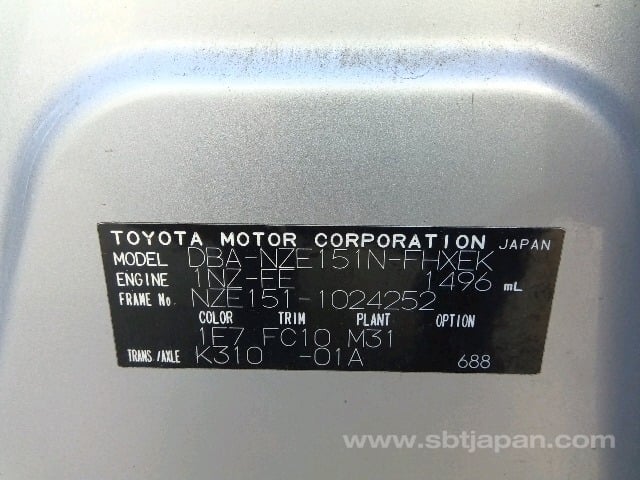 TOYOTA MOTOR CORPORATION JAPAN
MODEL DBA-NZE151N-FHXEK
ENGINE 1NZ-FE 1496 mL
FRAME No. NZE151-1024252
COLOR TRIM PLANT OPTION
1E7 FC10 M31
TRANS/AXLE K310 -01A 688
www.sbtjapan.com